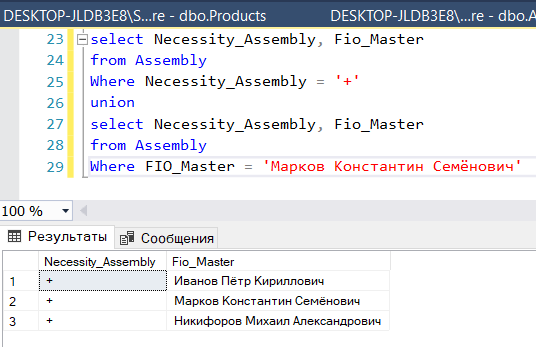 DESKTOP-JLDB3E8\S...re - dbo.Products DESKTOP-JLDB3E8\...re - dbo.A
23 select Necessity_Assembly, Fio_Master
24 from Assembly
25 Where Necessity_Assembly = '+'
26 union
27 select Necessity_Assembly, Fio_Master
28 from Assembly
29 Where FIO_Master = 'Марков Константин Семёнович'
100 %
Результаты Сообщения
Necessity_Assembly Fio_Master
1 + Иванов Пётр Кириллович
2 + Марков Константин Семёнович
3 + Никифоров Михаил Александрович